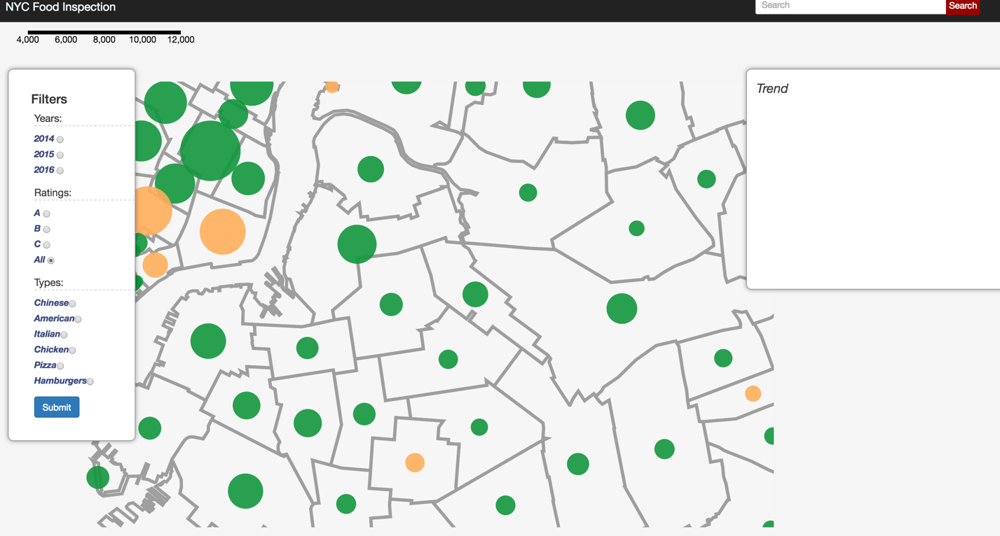 NYC Food Inspection
Search Search
4,000 6,000 8,000 10,000 12,000
Filters
Years:
2014
2015
2016
Ratings:
A
B
C
All
Types:
Chinese
American
Italian
Chicken
Pizza
Hamburgers
Submit
Trend